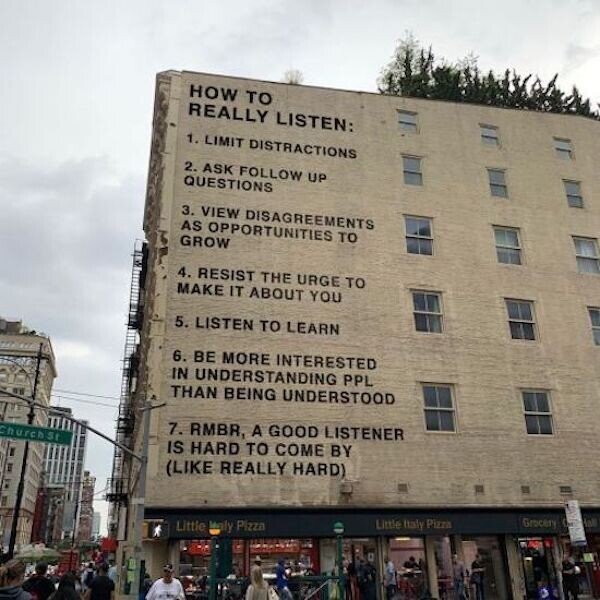 HOW TO
REALLY LISTEN:
1. LIMIT DISTRACTIONS
2. ASK FOLLOW UP
QUESTIONS
3. VIEW DISAGREEMENTS
AS OPPORTUNITIES TO
GROW
4. RESIST THE URGE TO
MAKE IT ABOUT YOU
5. LISTEN TO LEARN
6. BE MORE INTERESTED
IN UNDERSTANDING PPL
THAN BEING UNDERSTOOD
7. RMBR, A GOOD LISTENER
IS HARD TO COME BY
(LIKE REALLY HARD)
Church St
Little Italy Pizza
Little Italy Pizza
Grocery